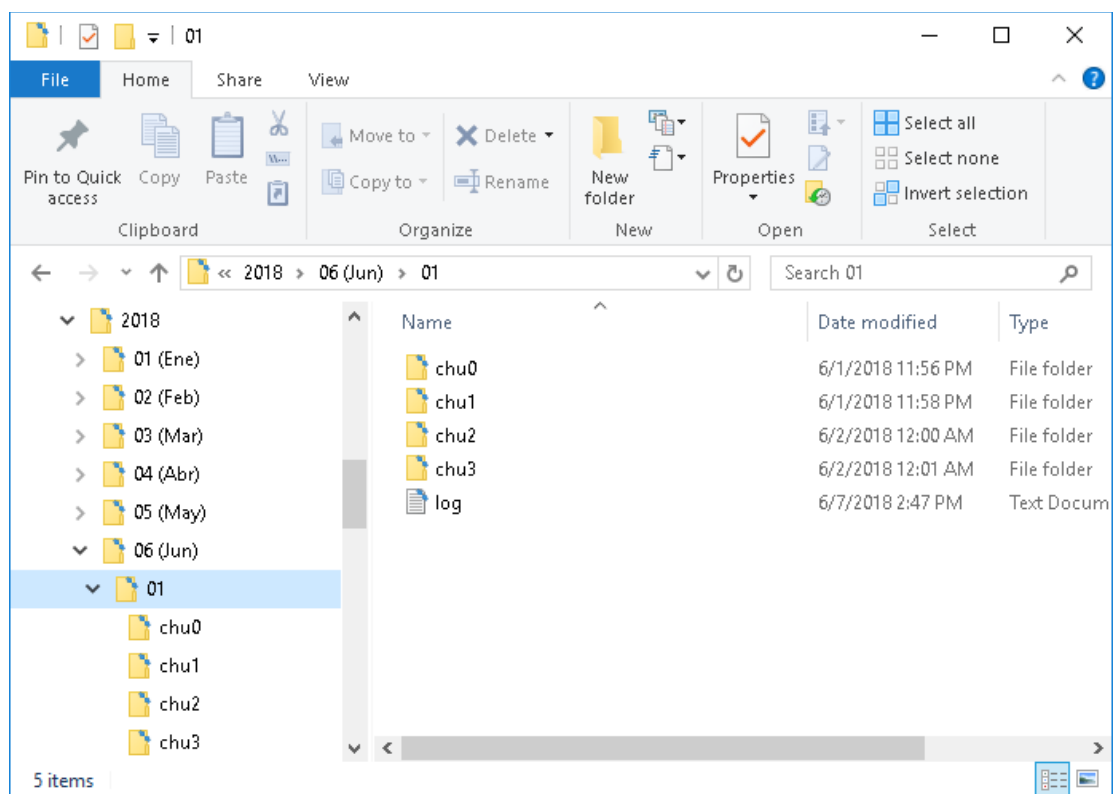 01
File Home Share View
Pin to Quick access Copy Paste
Move to Delete
Copy to Rename
New folder
Properties
Select all
Select none
Invert selection
Clipboard Organize New Open Select
« 2018 > 06 (Jun) > 01 Search 01
2018
01 (Ene)
02 (Feb)
03 (Mar)
04 (Abr)
05 (May)
06 (Jun)
01
chu0
chu1
chu2
chu3
Name Date modified Type
chu0 6/1/2018 11:56 PM File folder
chu1 6/1/2018 11:58 PM File folder
chu2 6/2/2018 12:00 AM File folder
chu3 6/2/2018 12:01 AM File folder
log 6/7/2018 2:47 PM Text Docum
5 items